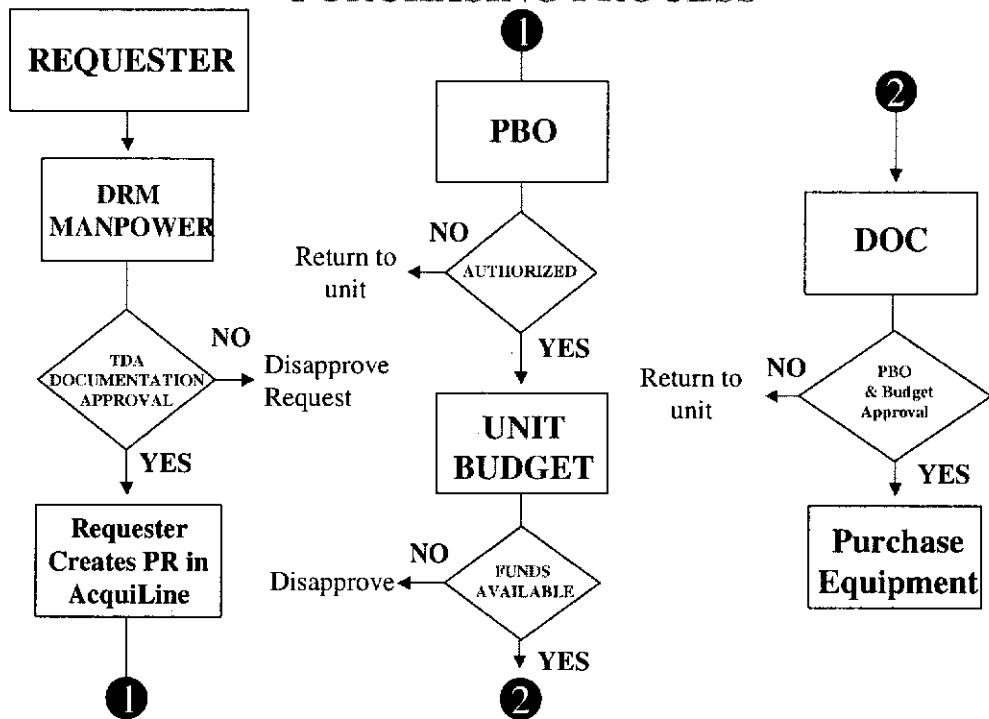 REQUESTER
DRM
MANPOWER
TDA
DOCUMENTATION
APPROVAL
NO
Disapprove
Request
YES
Requester
Creates PR in
AcquiLine
1
1
PBO
NO
Return to
unit
AUTHORIZED
YES
UNIT
BUDGET
NO
Disapprove
FUNDS
AVAILABLE
YES
2
2
DOC
NO
Return to
unit
PBO
& Budget
Approval
YES
Purchase
Equipment